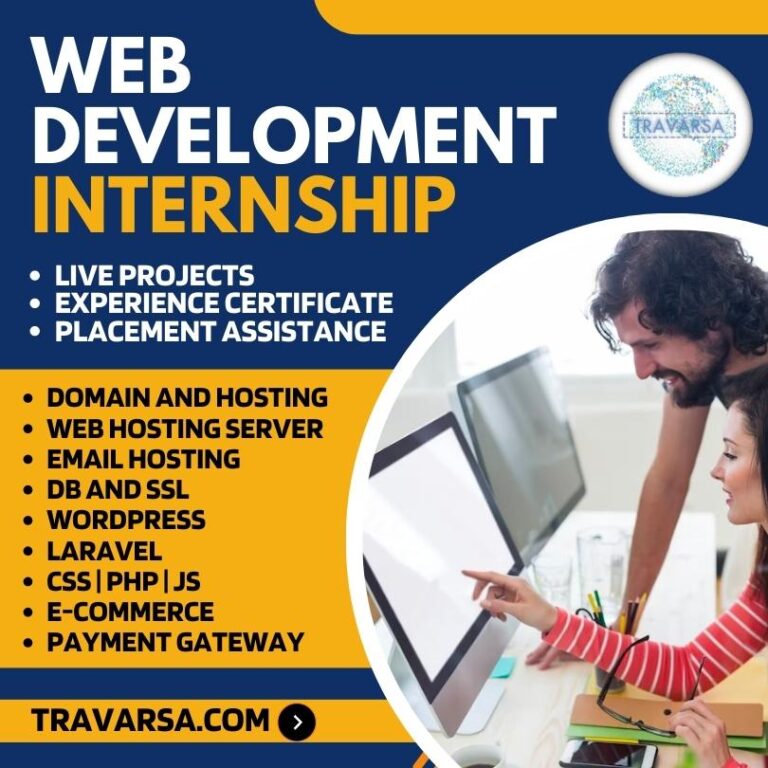 WEB
DEVELOPMENT
INTERNSHIP
TRAVARSA
• LIVE PROJECTS
• EXPERIENCE CERTIFICATE
• PLACEMENT ASSISTANCE
• DOMAIN AND HOSTING
• WEB HOSTING SERVER
• EMAIL HOSTING
• DB AND SSL
• WORDPRESS
• LARAVEL
• CSS | PHP | JS
• E-COMMERCE
• PAYMENT GATEWAY
TRAVARSA.COM